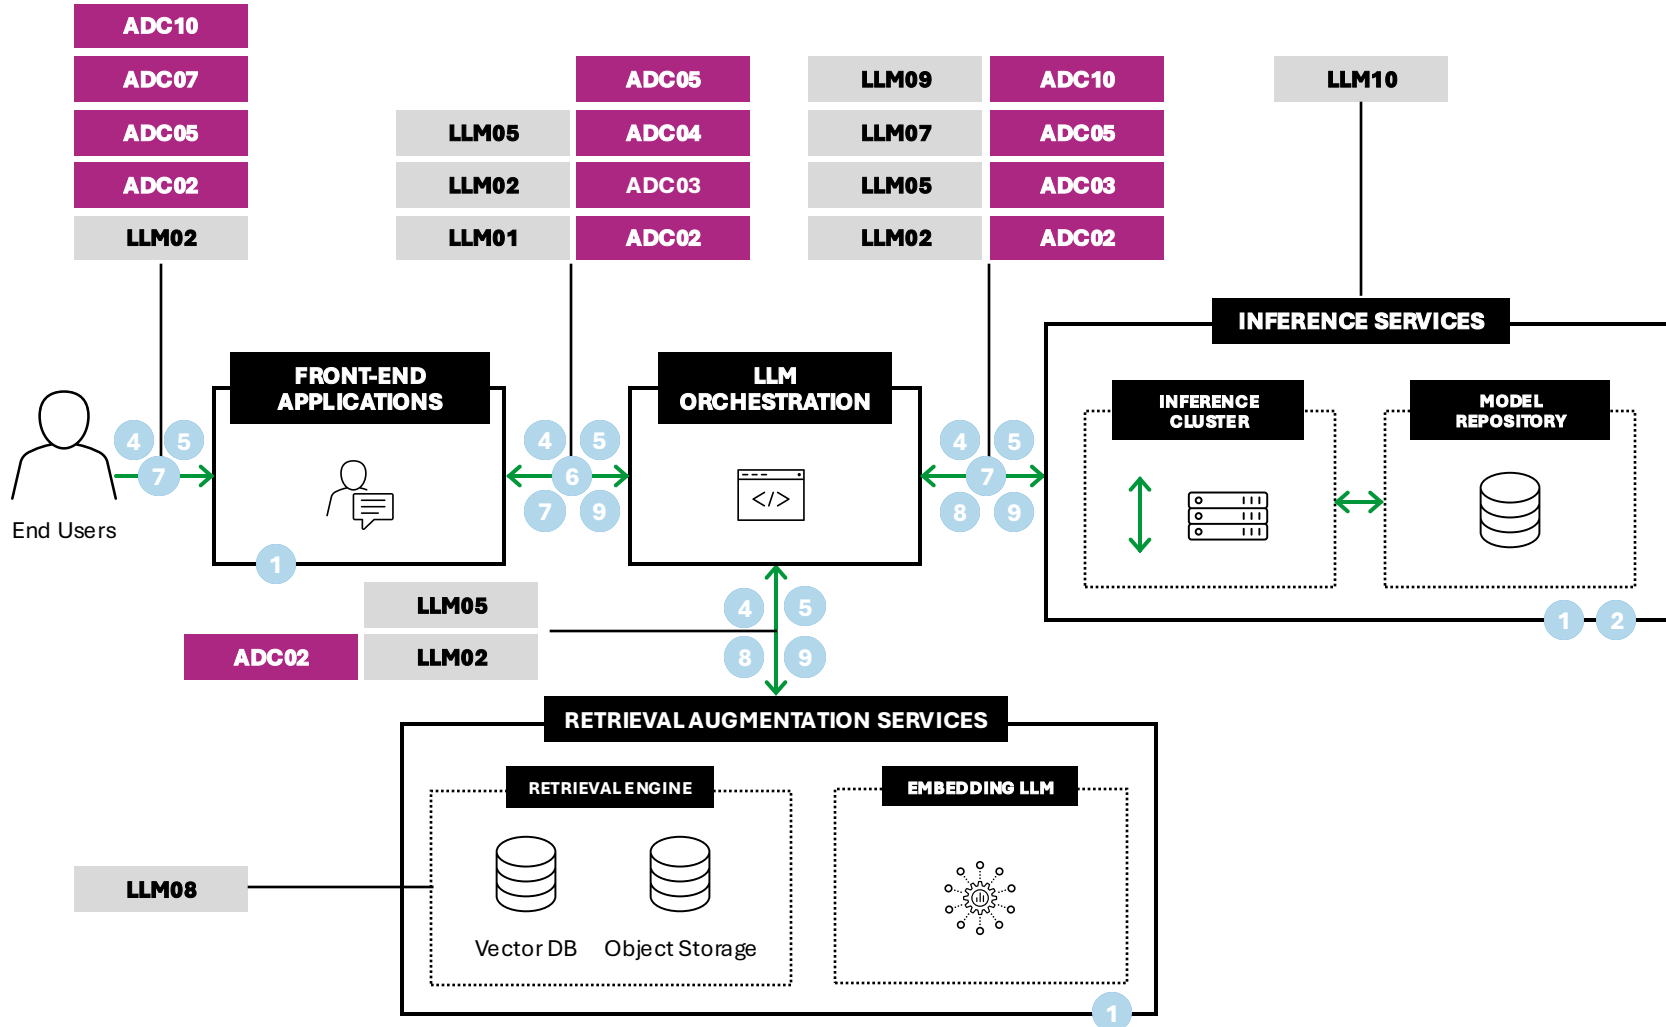 ADC10
ADC07
ADC05
ADC02
LLM02
LLM05
LLM02
LLM01
ADC05
ADC04
ADC03
ADC02
LLM09
LLM07
LLM05
LLM02
ADC10
ADC05
ADC03
ADC02
LLM10
INFERENCE SERVICES
FRONT-END
APPLICATIONS
LLM
ORCHESTRATION
INFERENCE
CLUSTER
MODEL
REPOSITORY
End Users
4 5
7
1
4 5
6
7 9
4 5
7
8 9
1 2
LLM05
ADC02 LLM02
4 5
8 9
RETRIEVAL AUGMENTATION SERVICES
RETRIEVAL ENGINE
EMBEDDING LLM
LLM08
Vector DB
Object Storage
1